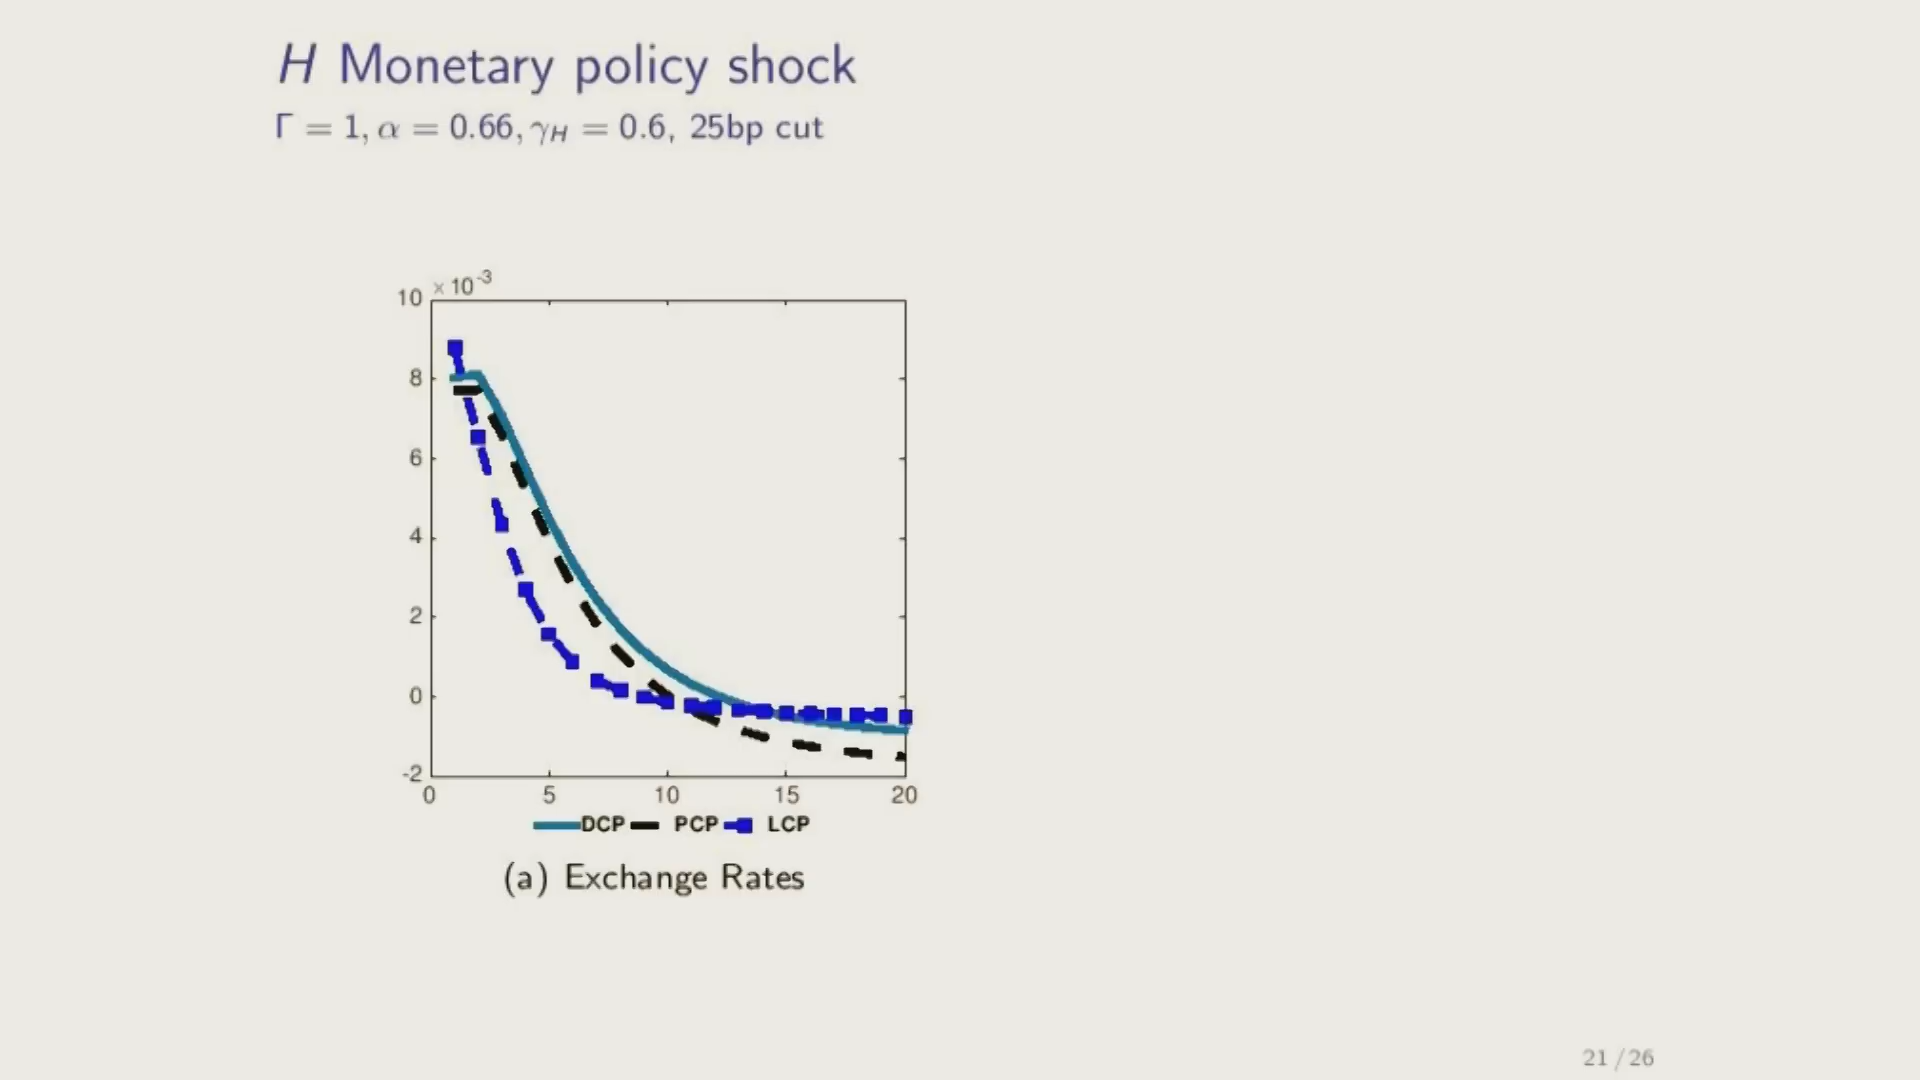 H Monetary policy shock
Γ = 1, α = 0.66, γH = 0.6, 25bp cut
10 × 10-3
8
6
4
2
0
-2
0 5 10 15 20
DCP PCP LCP
(a) Exchange Rates
21 / 26